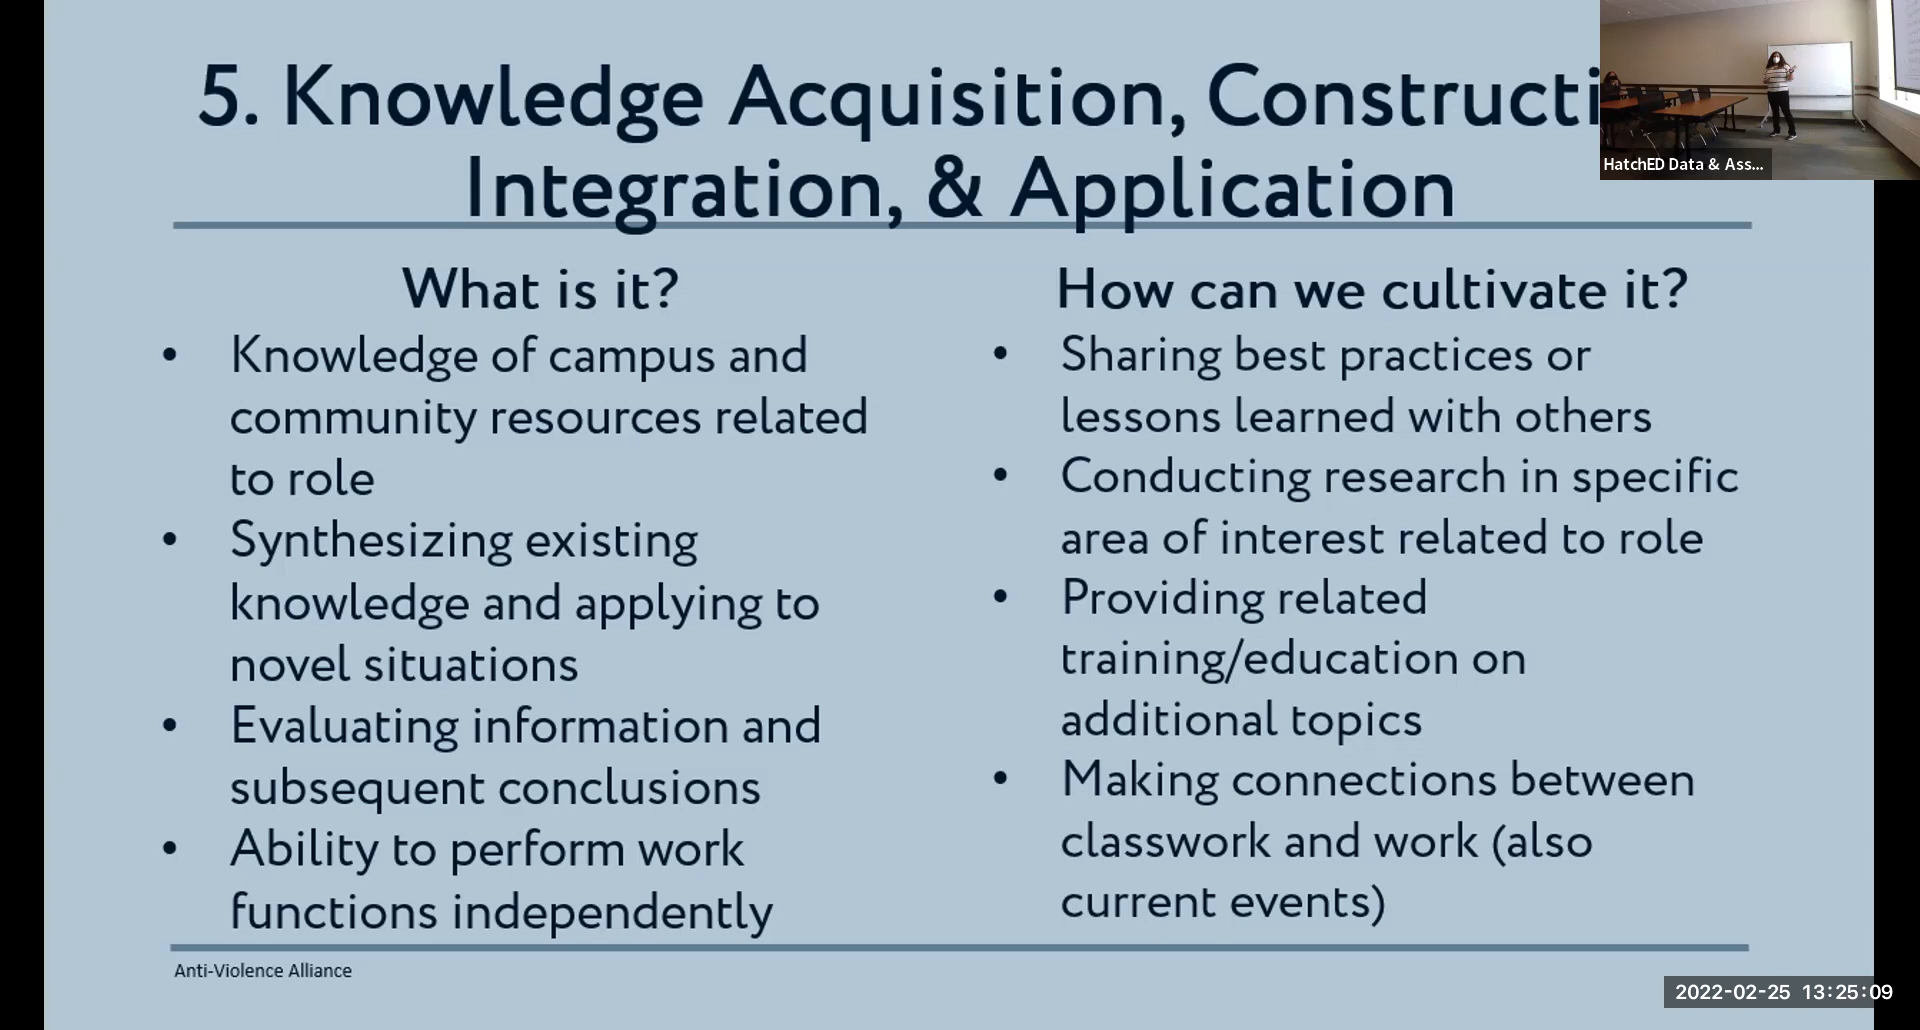 5. Knowledge Acquisition, Constructi
Integration, & Application
What is it?
• Knowledge of campus and
community resources related
to role
• Synthesizing existing
knowledge and applying to
novel situations
• Evaluating information and
subsequent conclusions
• Ability to perform work
functions independently
How can we cultivate it?
• Sharing best practices or
lessons learned with others
• Conducting research in specific
area of interest related to role
• Providing related
training/education on
additional topics
• Making connections between
classwork and work (also
current events)
Anti-Violence Alliance
HatchED Data & Ass...
2022-02-25 13:25:09